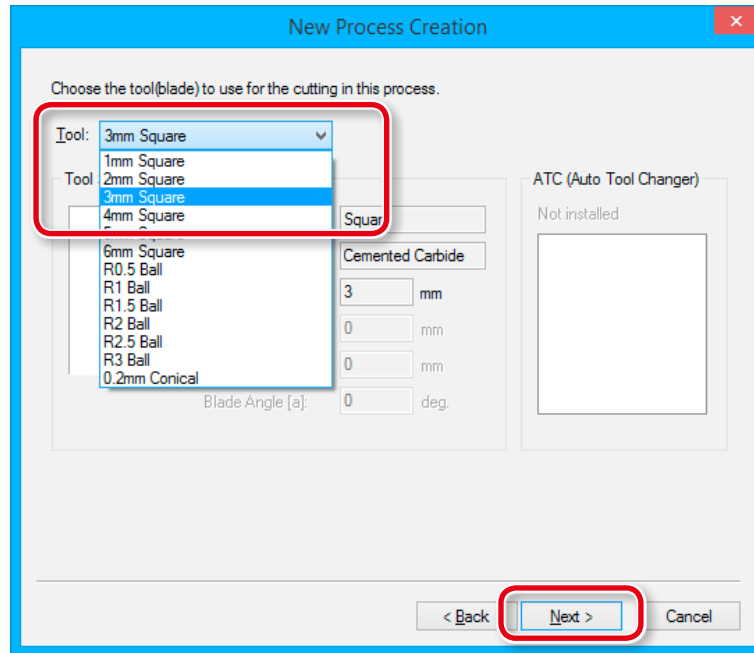 New Process Creation
Choose the tool(blade) to use for the cutting in this process.
Tool: 3mm Square
1mm Square
2mm Square
3mm Square
4mm Square
6mm Square
R0.5 Ball
R1 Ball
R1.5 Ball
R2 Ball
R2.5 Ball
R3 Ball
0.2mm Conical
Tool
Square
Cemented Carbide
3 mm
0 mm
0 mm
Blade Angle [a]: 0 deg.
ATC (Auto Tool Changer)
Not installed
< Back
Next >
Cancel